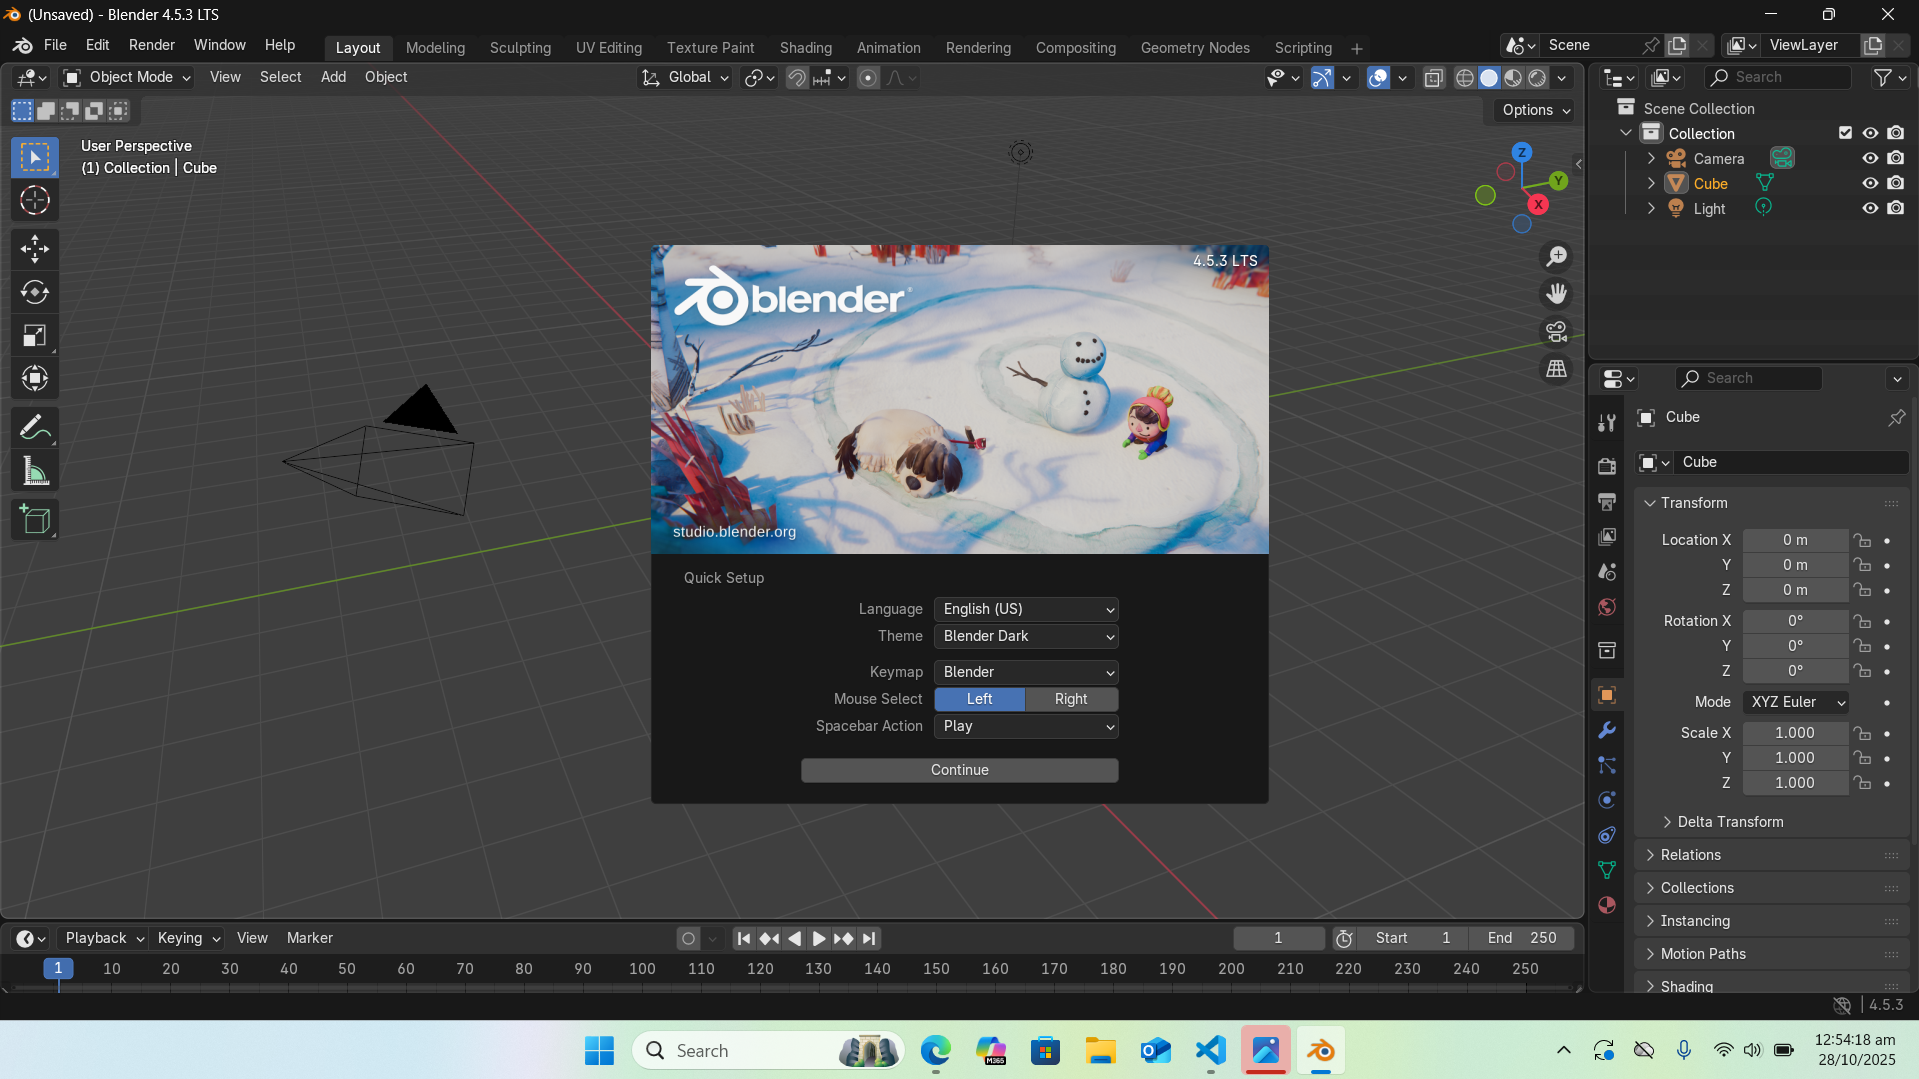 (Unsaved) - Blender 4.5.3 LTS
File Edit Render Window Help Layout Modeling Sculpting UV Editing Texture Paint Shading Animation Rendering Compositing Geometry Nodes Scripting Scene ViewLayer
Object Mode View Select Add Object Global Search
Options
User Perspective
(1) Collection | Cube
Z
Y
X
Scene Collection
Collection
Camera
Cube
Light
4.5.3 LTS
blender
studio.blender.org
Quick Setup
Language English (US)
Theme Blender Dark
Keymap Blender
Mouse Select Left Right
Spacebar Action Play
Continue
Search
Cube
Cube
Transform
Location X 0 m
Y 0 m
Z 0 m
Rotation X 0°
Y 0°
Z 0°
Mode XYZ Euler
Scale X 1.000
Y 1.000
Z 1.000
Delta Transform
Relations
Collections
Instancing
Motion Paths
Shading
Playback Keying View Marker 1 Start 1 End 250
1 10 20 30 40 50 60 70 80 90 100 110 120 130 140 150 160 170 180 190 200 210 220 230 240 250
4.5.3
Search M365 12:54:18 am
28/10/2025